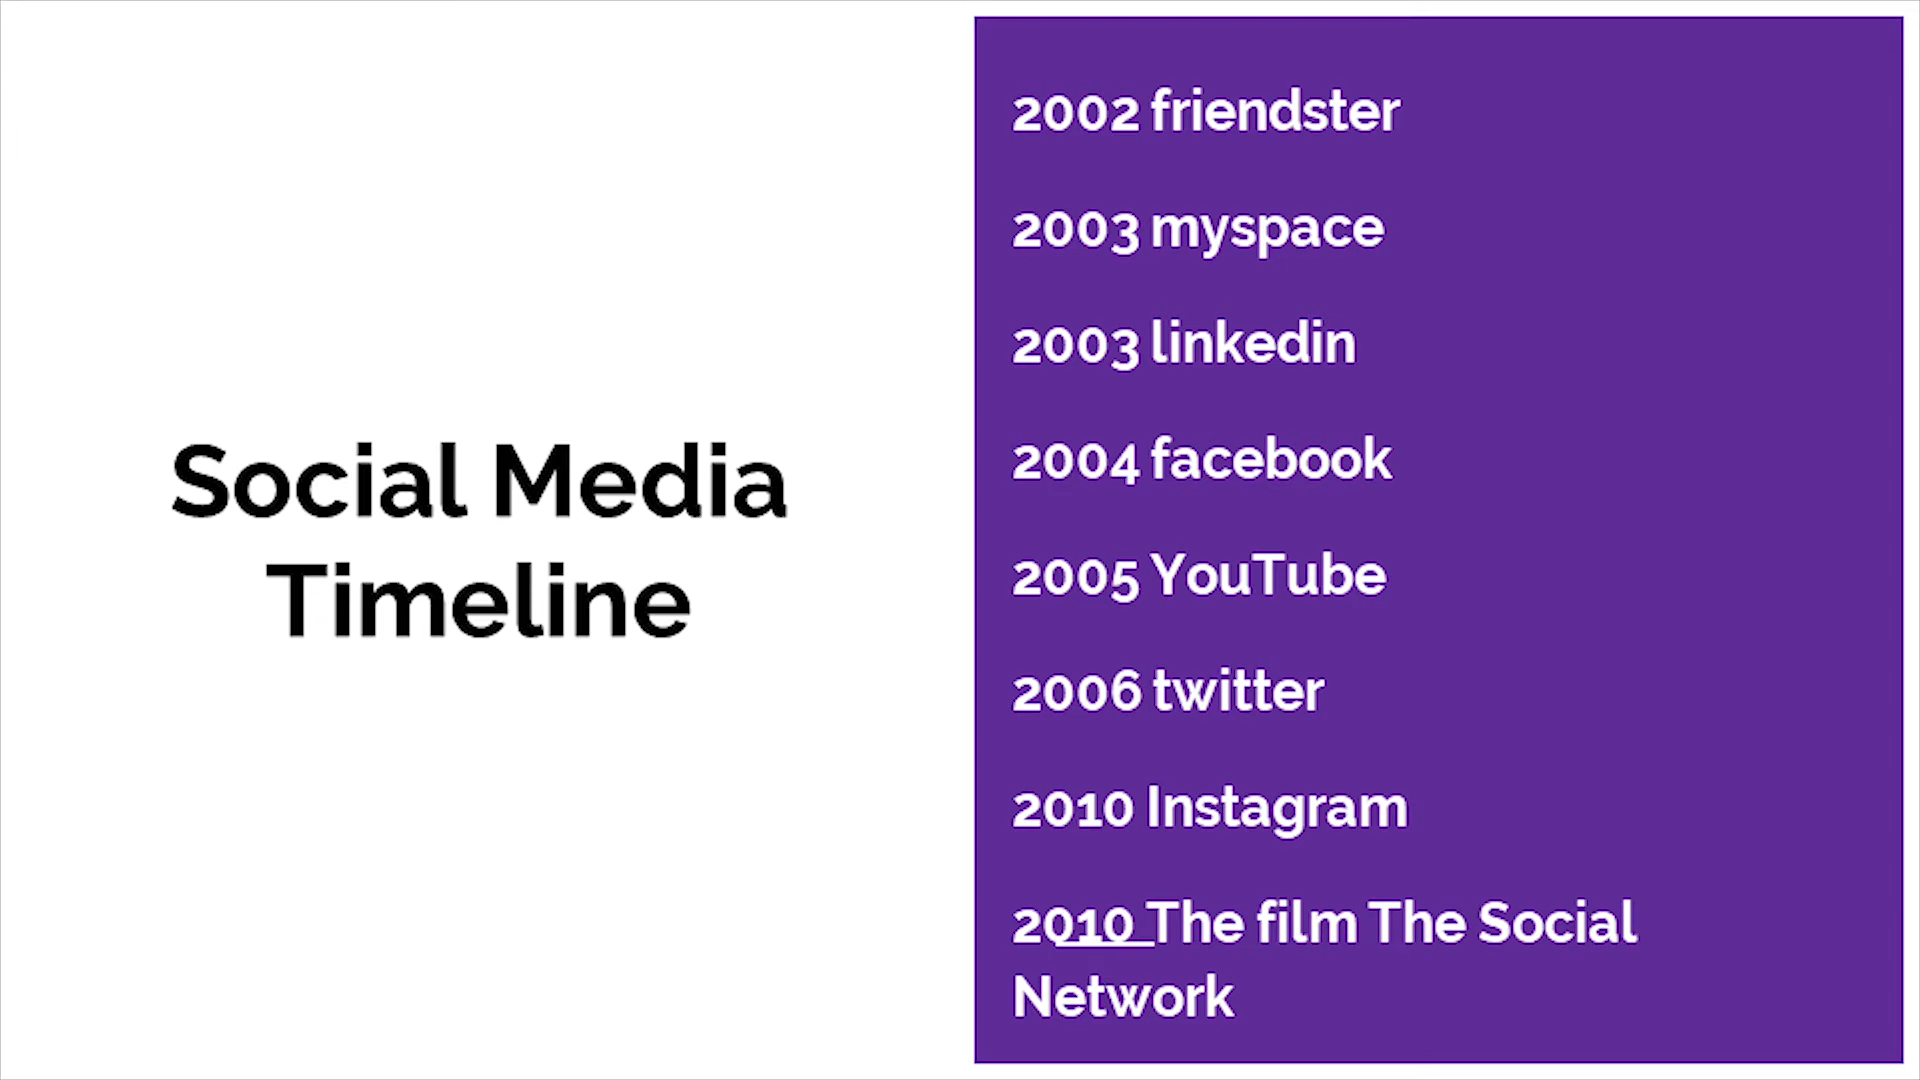 Social Media
Timeline
2002 friendster
2003 myspace
2003 linkedin
2004 facebook
2005 YouTube
2006 twitter
2010 Instagram
2010 The film The Social
Network